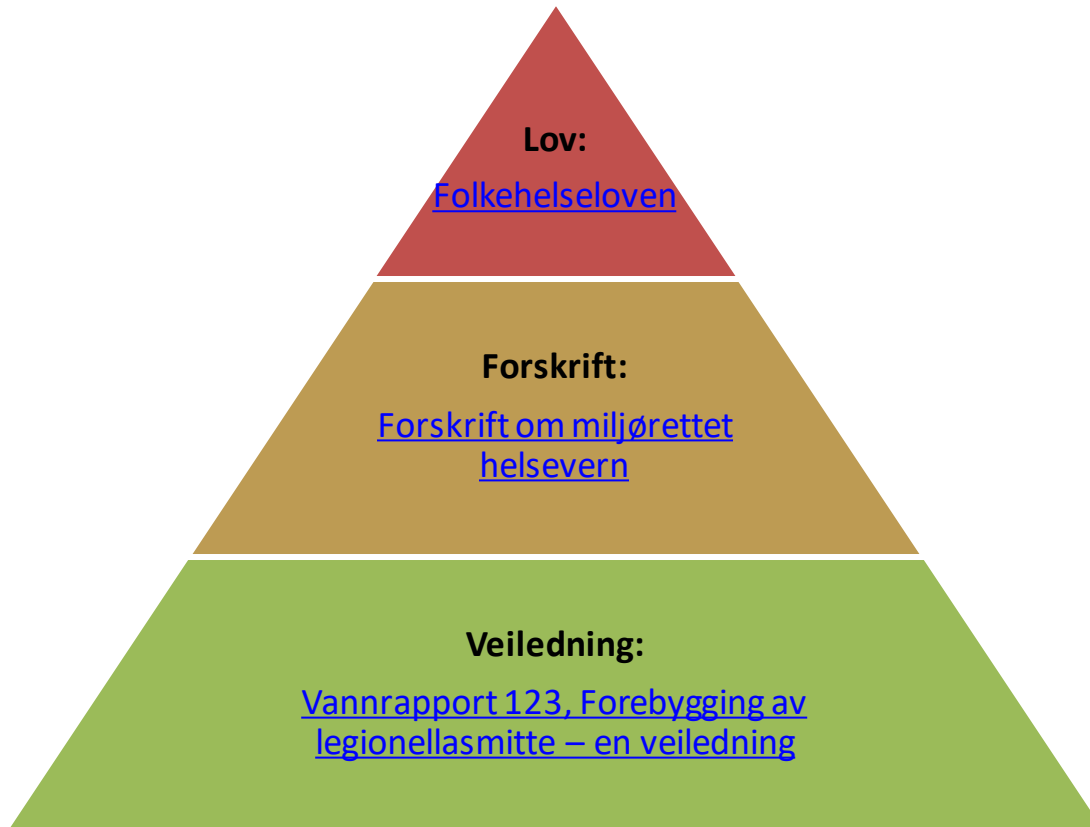 Lov:
Folkehelseloven
Forskrift:
Forskrift om miljørettet
helsevern
Veiledning:
Vannrapport 123, Forebygging av
legionellasmitte – en veiledning